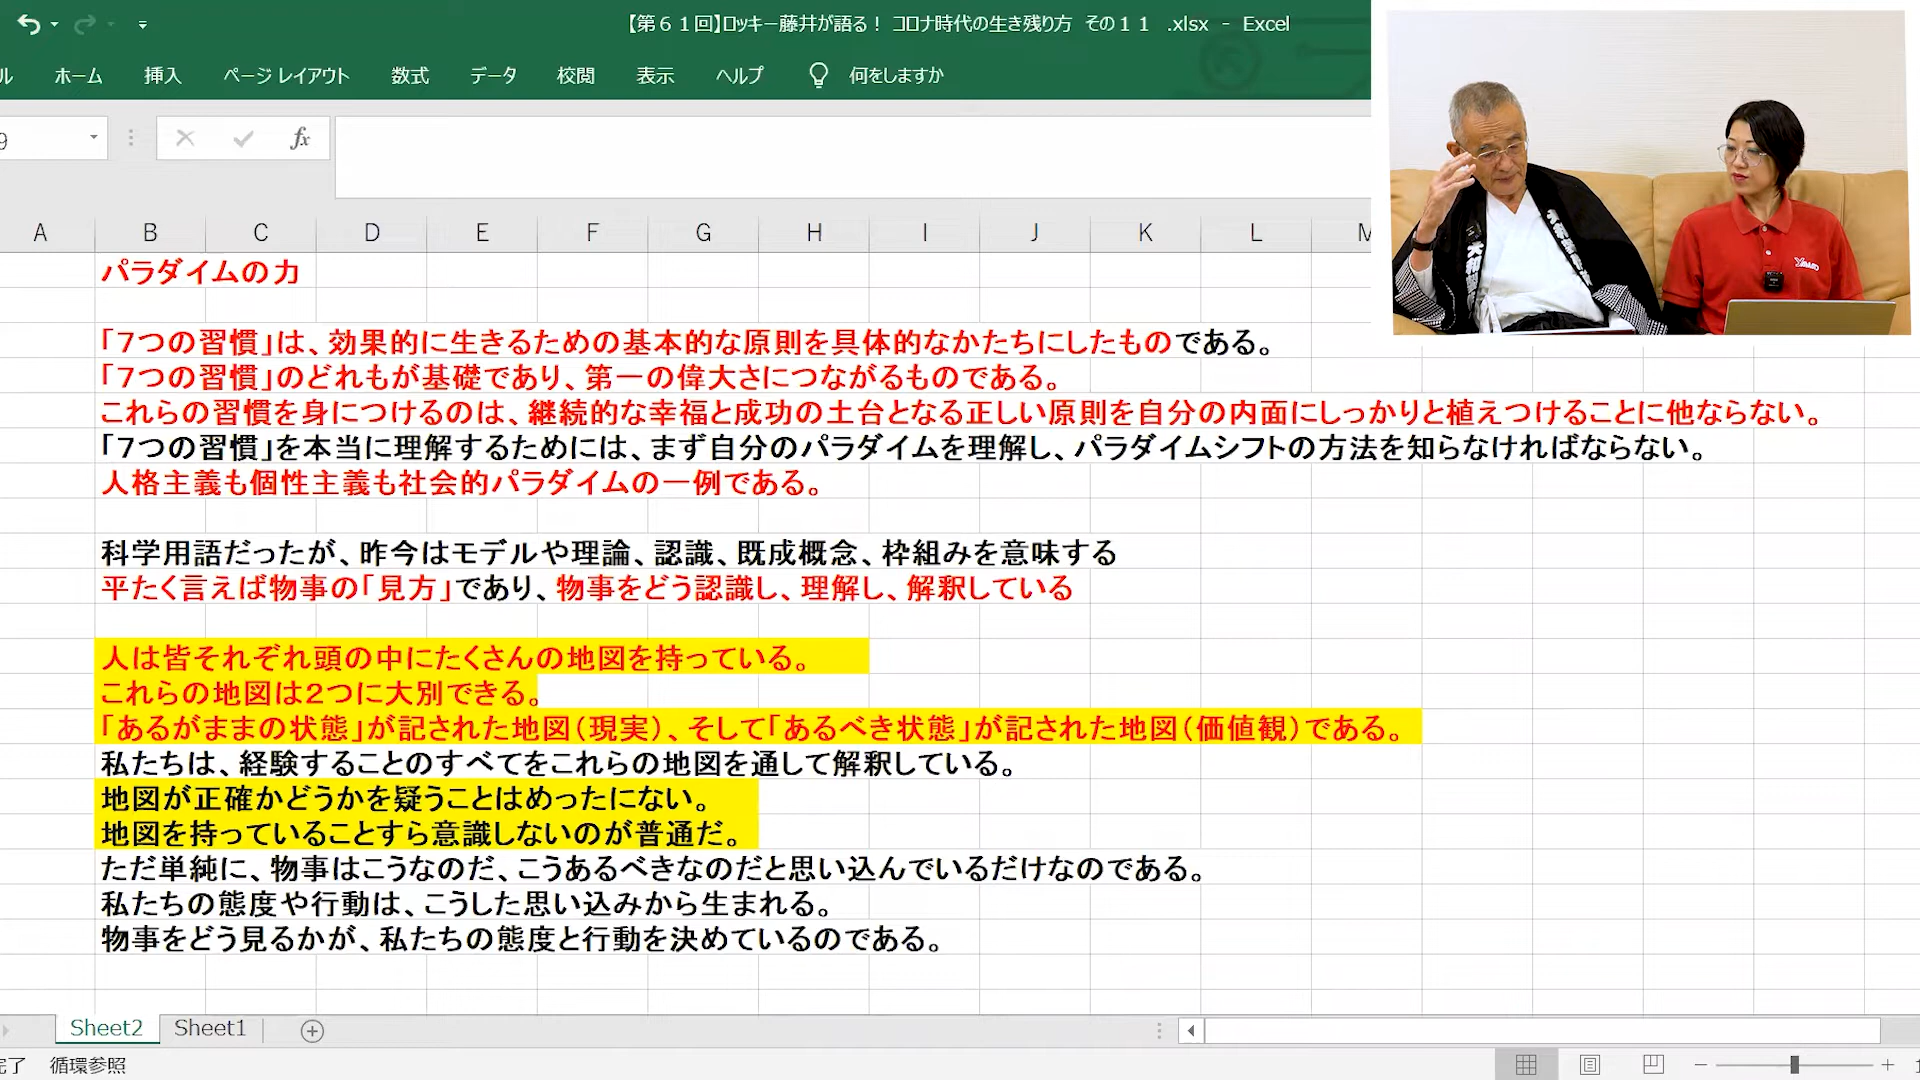 【第６１回】ロッキー藤井が語る！ コロナ時代の生き残り方 その１１ .xlsx - Excel
ル ホーム 挿入 ページ レイアウト 数式 データ 校閲 表示 ヘルプ 何をしますか
9 fx
A B C D E F G H I J K L M
パラダイムの力
「７つの習慣」は、効果的に生きるための基本的な原則を具体的なかたちにしたものである。
「７つの習慣」のどれもが基礎であり、第一の偉大さにつながるものである。
これらの習慣を身につけるのは、継続的な幸福と成功の土台となる正しい原則を自分の内面にしっかりと植えつけることに他ならない。
「７つの習慣」を本当に理解するためには、まず自分のパラダイムを理解し、パラダイムシフトの方法を知らなければならない。
人格主義も個性主義も社会的パラダイムの一例である。
科学用語だったが、昨今はモデルや理論、認識、既成概念、枠組みを意味する
平たく言えば物事の「見方」であり、物事をどう認識し、理解し、解釈している
人は皆それぞれ頭の中にたくさんの地図を持っている。
これらの地図は２つに大別できる。
「あるがままの状態」が記された地図（現実）、そして「あるべき状態」が記された地図（価値観）である。
私たちは、経験することのすべてをこれらの地図を通して解釈している。
地図が正確かどうかを疑うことはめったにない。
地図を持っていることすら意識しないのが普通だ。
ただ単純に、物事はこうなのだ、こうあるべきなのだと思い込んでいるだけなのである。
私たちの態度や行動は、こうした思い込みから生まれる。
物事をどう見るかが、私たちの態度と行動を決めているのである。
Sheet2 Sheet1
完了 循環参照